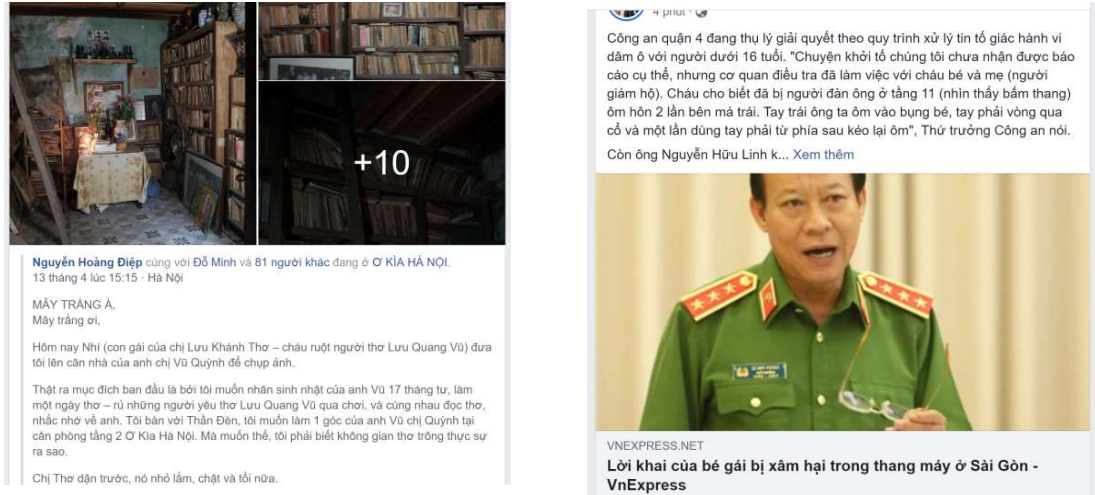 +10
Nguyễn Hoàng Điệp cùng với Đỗ Minh và 81 người khác đang ở Ơ KÌA HÀ NỘI.
13 tháng 4 lúc 15:15 · Hà Nội
MÂY TRẮNG À,
Mây trắng ơi,
Hôm nay Nhí (con gái của chị Lưu Khánh Thơ – cháu ruột người thơ Lưu Quang Vũ) đưa
tôi lên căn nhà của anh chị Vũ Quỳnh để chụp ảnh.
Thật ra mục đích ban đầu là bởi tôi muốn nhân sinh nhật của anh Vũ 17 tháng tư, làm
một ngày thơ – rủ những người yêu thơ Lưu Quang Vũ qua chơi, và cùng nhau đọc thơ,
nhắc nhớ về anh. Tôi bàn với Thần Đèn, tôi muốn làm 1 góc của anh Vũ chị Quỳnh tại
căn phòng tầng 2 Ơ Kìa Hà Nội. Mà muốn thế, tôi phải biết không gian thơ trông thực sự
ra sao.
Chị Thơ dặn trước, nó nhỏ lắm, chật và tối nữa.
4 phút ·
Công an quận 4 đang thụ lý giải quyết theo quy trình xử lý tin tố giác hành vi
dâm ô với người dưới 16 tuổi. "Chuyện khởi tố chúng tôi chưa nhận được báo
cáo cụ thể, nhưng cơ quan điều tra đã làm việc với cháu bé và mẹ (người
giám hộ). Cháu cho biết đã bị người đàn ông ở tầng 11 (nhìn thấy bấm thang)
ôm hôn 2 lần bên má trái. Tay trái ông ta ôm vào bụng bé, tay phải vòng qua
cổ và một lần dùng tay phải từ phía sau kéo lại ôm", Thứ trưởng Công an nói.
Còn ông Nguyễn Hữu Linh k... Xem thêm
VNEXPRESS.NET
Lời khai của bé gái bị xâm hại trong thang máy ở Sài Gòn -
VnExpress